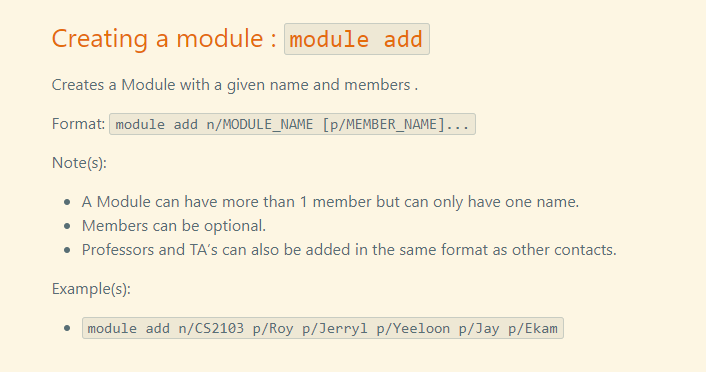 Creating a module : module add
Creates a Module with a given name and members .
Format: module add n/MODULE_NAME [p/MEMBER_NAME]...
Note(s):
• A Module can have more than 1 member but can only have one name.
• Members can be optional.
• Professors and TA's can also be added in the same format as other contacts.
Example(s):
• module add n/CS2103 p/Roy p/Jerryl p/Yeeloon p/Jay p/Ekam